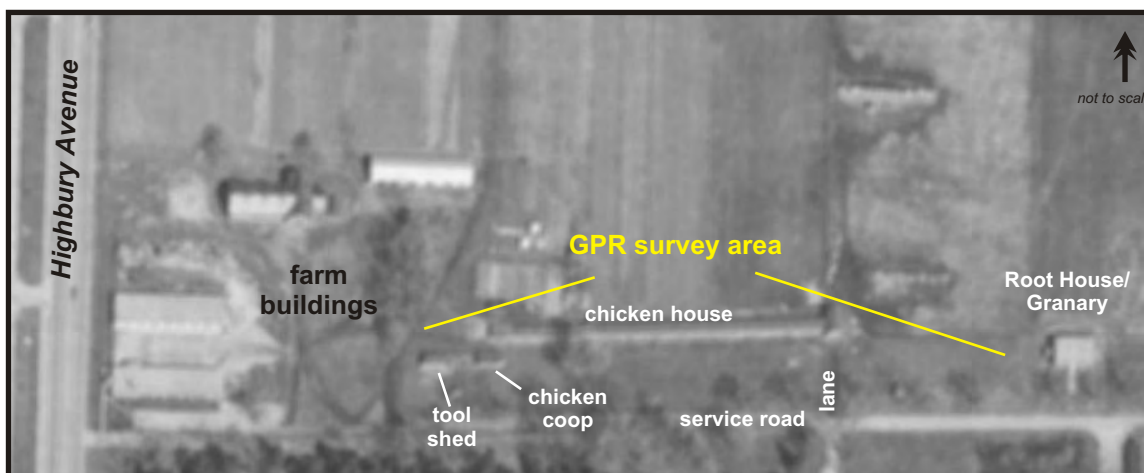 Highbury Avenue
not to scal
GPR survey area
farm
buildings
Root House/
Granary
chicken house
tool
shed
chicken
coop
service road
lane